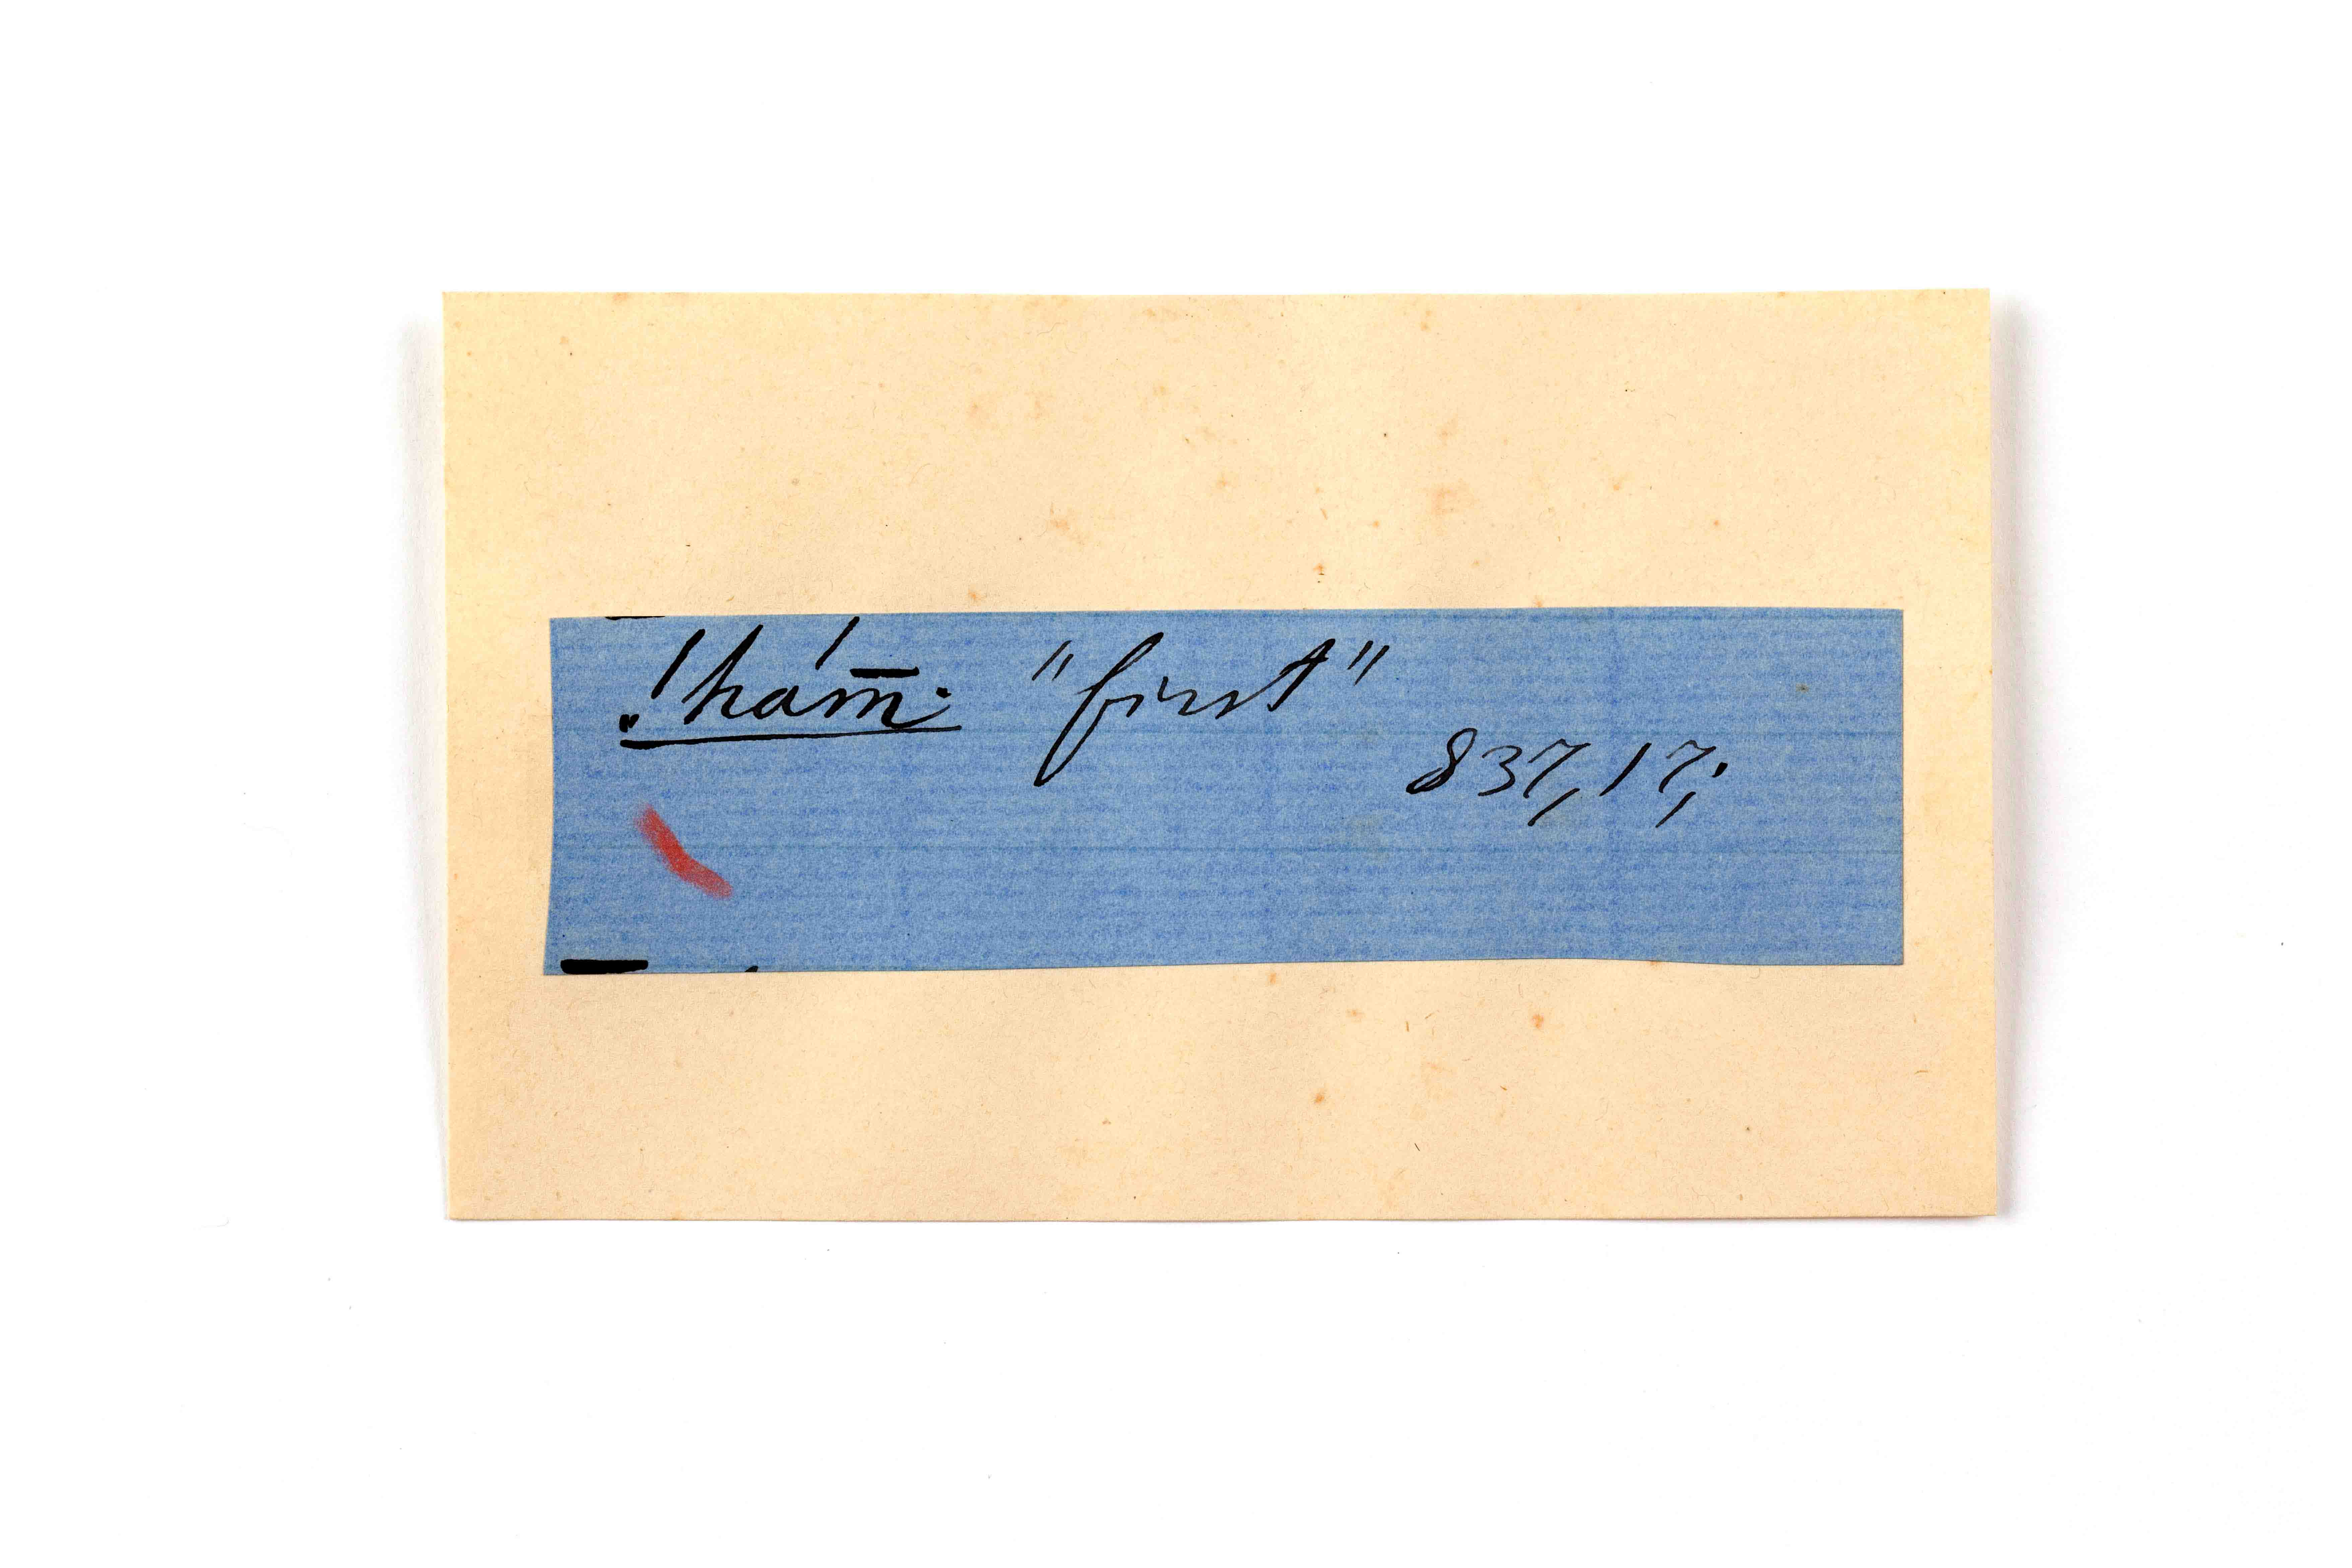 „!hám̄. "first"
837,17;